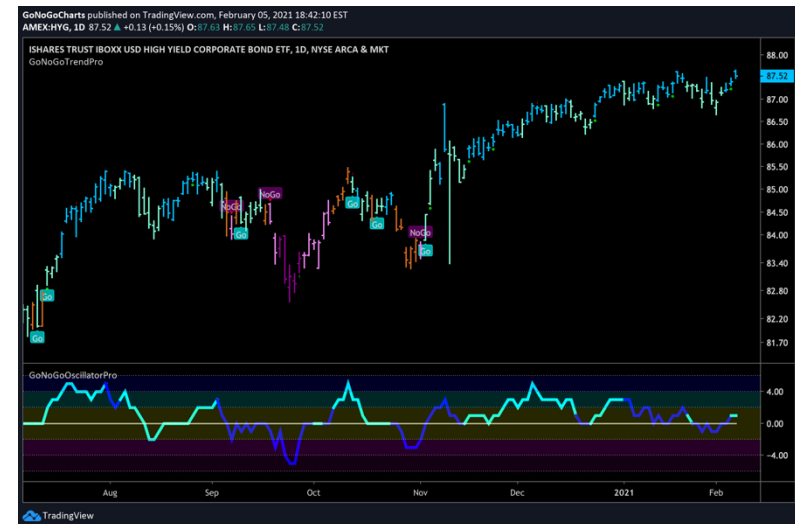 GoNoGoCharts published on TradingView.com, February 05, 2021 18:42:10 EST
AMEX:HYG, 1D 87.52 ▲ +0.13 (+0.15%) O:87.63 H:87.65 L:87.48 C:87.52
ISHARES TRUST IBOXX USD HIGH YIELD CORPORATE BOND ETF, 1D, NYSE ARCA & MKT
GoNoGoTrendPro
88.00
87.52
87.00
86.50
86.00
85.50
85.00
84.50
84.00
83.40
82.80
82.20
81.70
NoGo
NoGo
Go
Go
Go
NoGo
Go
Go
Go
GoNoGoOscillatorPro
4.00
0.00
−4.00
Aug Sep Oct Nov Dec 2021 Feb
TradingView